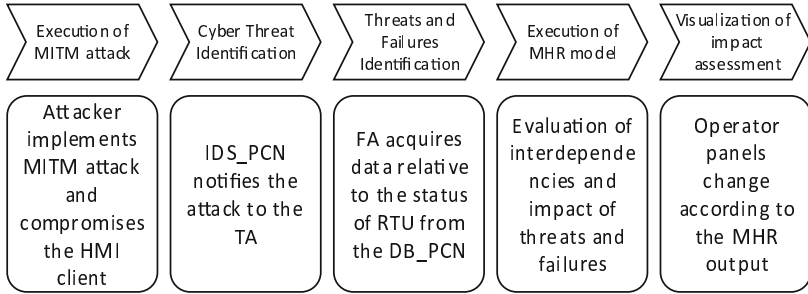 Execution of
MITM attack
Cyber Threat
Identification
Threats and
Failures
Identification
Execution of
MHR model
Visualization of
impact
assessment
Attacker
implements
MITM attack
and
compromises
the HMI
client
IDS_PCN
notifies the
attack to the
TA
FA acquires
data relative
to the status
of RTU from
the DB_PCN
Evaluation of
interdepende
ncies and
impact of
threats and
failures
Operator
panels
change
according to
the MHR
output